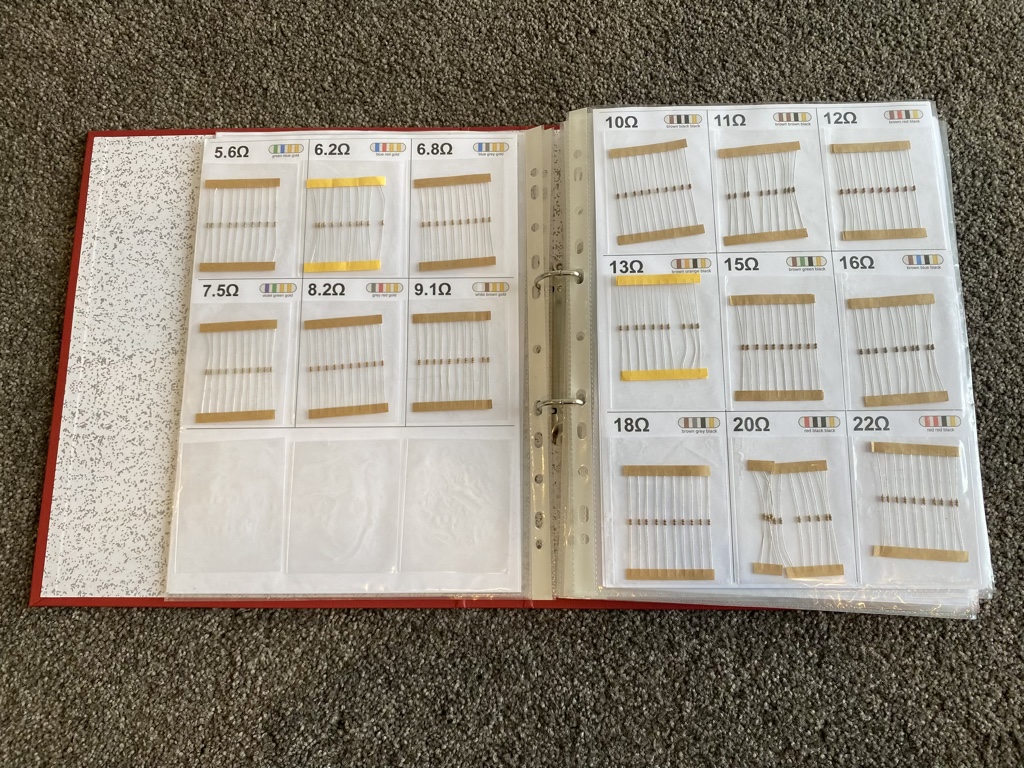 5.6Ω
green blue gold
6.2Ω
blue red gold
6.8Ω
blue grey gold
7.5Ω
violet green gold
8.2Ω
grey red gold
9.1Ω
white brown gold
10Ω
brown black black
11Ω
brown brown black
12Ω
brown red black
13Ω
brown orange black
15Ω
brown green black
16Ω
brown blue black
18Ω
brown grey black
20Ω
red black black
22Ω
red red black